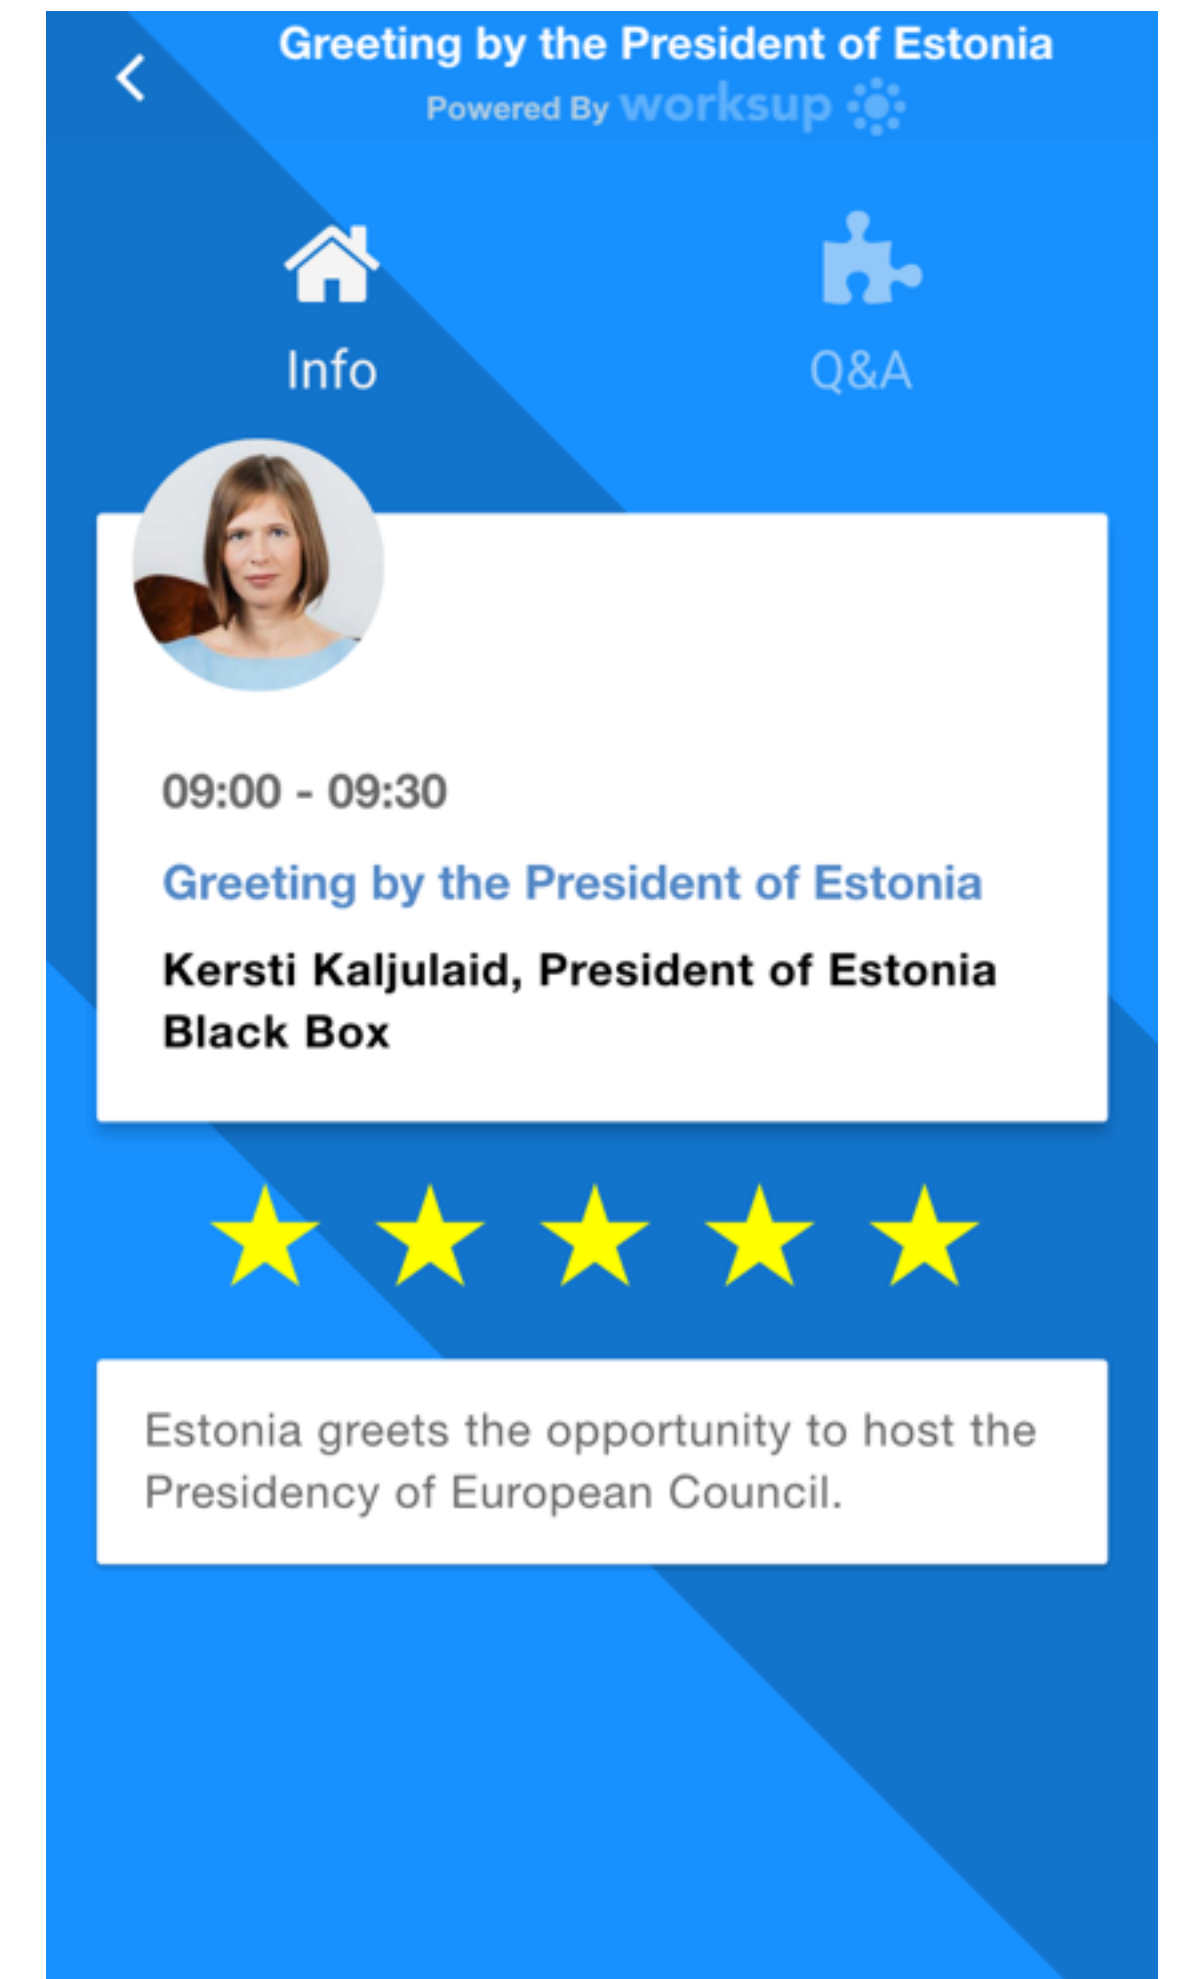 Greeting by the President of Estonia
Powered By worksup
Info
Q&A
09:00 - 09:30
Greeting by the President of Estonia
Kersti Kaljulaid, President of Estonia
Black Box
Estonia greets the opportunity to host the
Presidency of European Council.